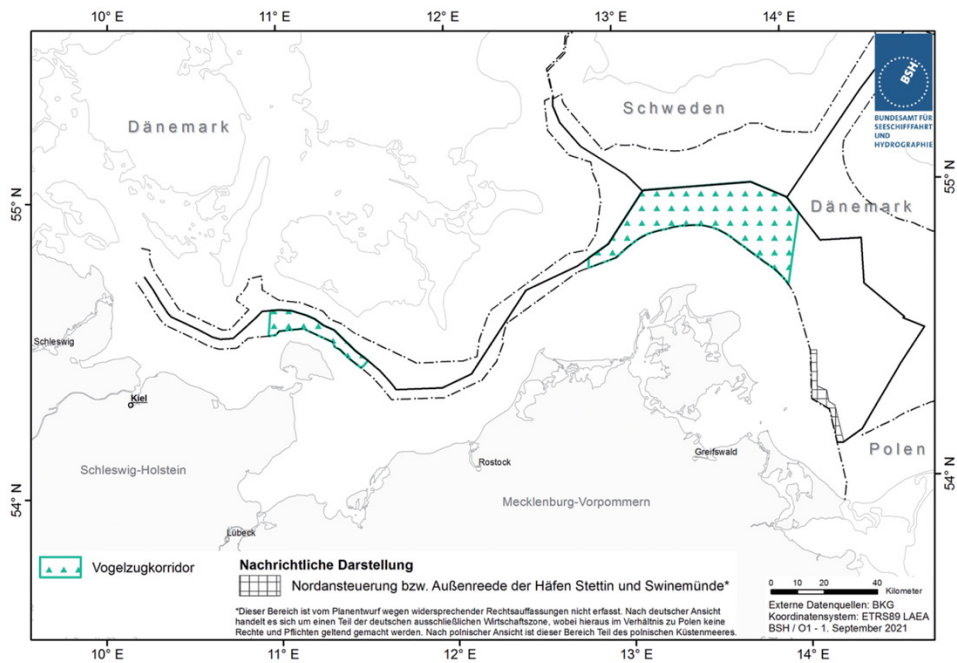 10° E 11° E 12° E 13° E 14° E
BSH
BUNDESAMT FÜR
SEESCHIFFFAHRT
UND
HYDROGRAPHIE
Schweden
Dänemark
55° N
55° N
Dänemark
Schleswig
Kiel
Polen
Greifswald
Rostock
Schleswig-Holstein
54° N
54° N
Mecklenburg-Vorpommern
Lübeck
Vogelzugkorridor
Nachrichtliche Darstellung
Nordansteuerung bzw. Außenreede der Häfen Stettin und Swinemünde*
*Dieser Bereich ist vom Planentwurf wegen widersprechender Rechtsauffassungen nicht erfasst. Nach deutscher Ansicht
handelt es sich um einen Teil der deutschen ausschließlichen Wirtschaftszone, wobei hieraus im Verhältnis zu Polen keine
Rechte und Pflichten geltend gemacht werden. Nach polnischer Ansicht ist dieser Bereich Teil des polnischen Küstenmeeres.
0 10 20 40
Kilometer
Externe Datenquellen: BKG
Koordinatensystem: ETRS89 LAEA
BSH / O1 - 1. September 2021
10° E 11° E 12° E 13° E 14° E